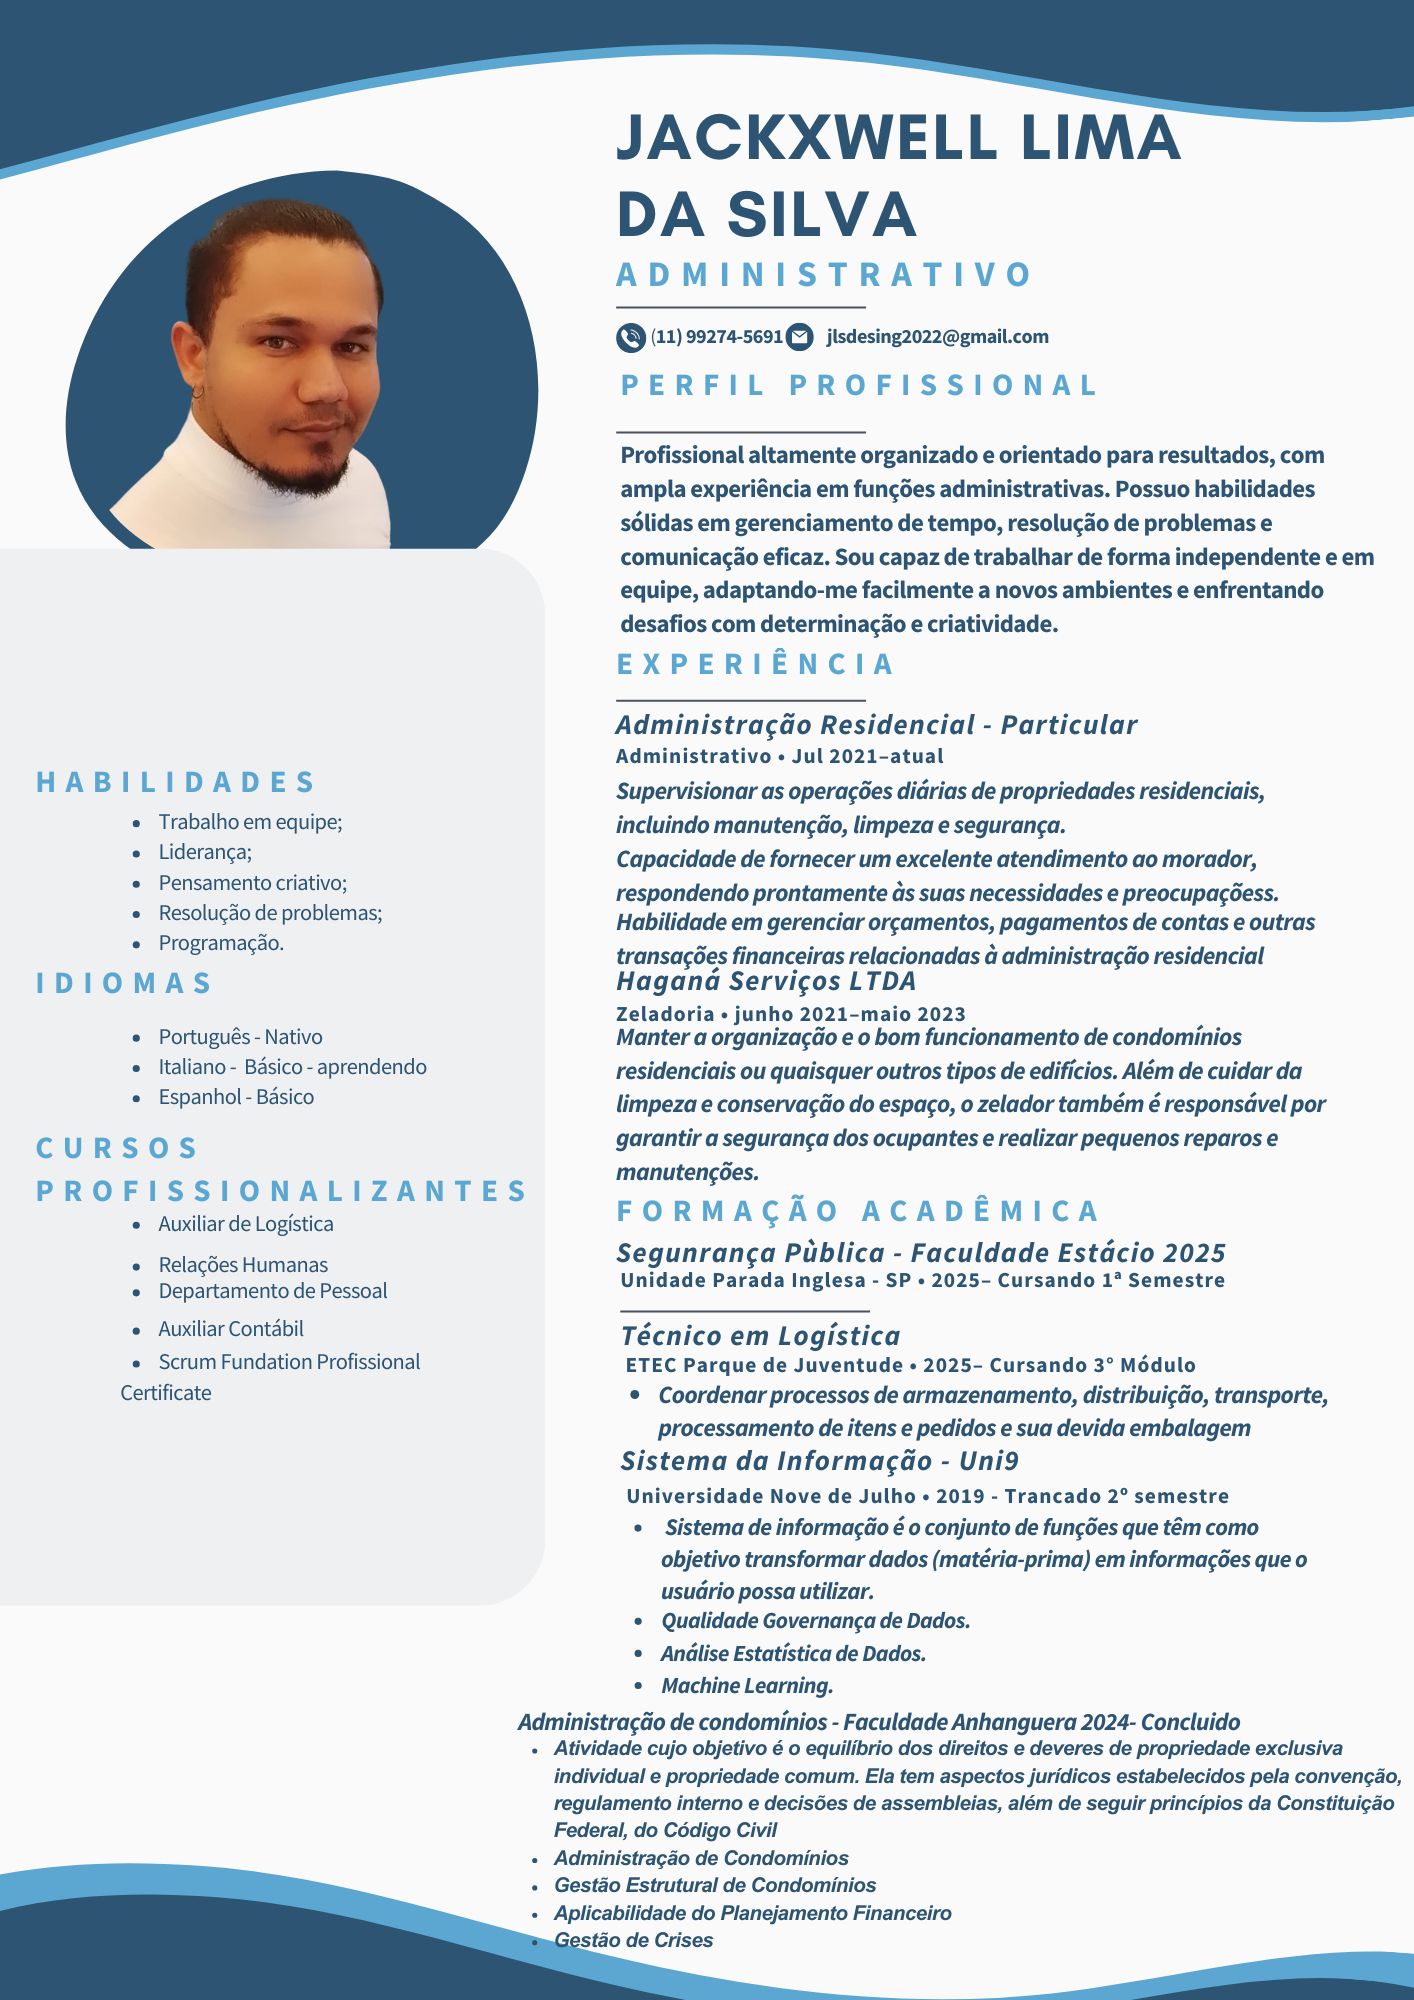 JACKXWELL LIMA
DA SILVA
ADMINISTRATIVO
(11) 99274-5691 jlsdesing2022@gmail.com
PERFIL PROFISSIONAL
Profissional altamente organizado e orientado para resultados, com
ampla experiência em funções administrativas. Possuo habilidades
sólidas em gerenciamento de tempo, resolução de problemas e
comunicação eficaz. Sou capaz de trabalhar de forma independente e em
equipe, adaptando-me facilmente a novos ambientes e enfrentando
desafios com determinação e criatividade.
EXPERIÊNCIA
Administração Residencial - Particular
Administrativo • Jul 2021–atual
Supervisionar as operações diárias de propriedades residenciais,
incluindo manutenção, limpeza e segurança.
Capacidade de fornecer um excelente atendimento ao morador,
respondendo prontamente às suas necessidades e preocupaçõess.
Habilidade em gerenciar orçamentos, pagamentos de contas e outras
transações financeiras relacionadas à administração residencial
Haganá Serviços LTDA
Zeladoria • junho 2021–maio 2023
Manter a organização e o bom funcionamento de condomínios
residenciais ou quaisquer outros tipos de edifícios. Além de cuidar da
limpeza e conservação do espaço, o zelador também é responsável por
garantir a segurança dos ocupantes e realizar pequenos reparos e
manutenções.
FORMAÇÃO ACADÊMICA
Segunrança Pùblica - Faculdade Estácio 2025
Unidade Parada Inglesa - SP • 2025– Cursando 1ª Semestre
Técnico em Logística
ETEC Parque de Juventude • 2025– Cursando 3° Módulo
• Coordenar processos de armazenamento, distribuição, transporte,
processamento de itens e pedidos e sua devida embalagem
Sistema da Informação - Uni9
Universidade Nove de Julho • 2019 - Trancado 2º semestre
• Sistema de informação é o conjunto de funções que têm como
objetivo transformar dados (matéria-prima) em informações que o
usuário possa utilizar.
• Qualidade Governança de Dados.
• Análise Estatística de Dados.
• Machine Learning.
Administração de condomínios - Faculdade Anhanguera 2024- Concluido
• Atividade cujo objetivo é o equilíbrio dos direitos e deveres de propriedade exclusiva
individual e propriedade comum. Ela tem aspectos jurídicos estabelecidos pela convenção,
regulamento interno e decisões de assembleias, além de seguir princípios da Constituição
Federal, do Código Civil
• Administração de Condomínios
• Gestão Estrutural de Condomínios
• Aplicabilidade do Planejamento Financeiro
• Gestão de Crises
HABILIDADES
• Trabalho em equipe;
• Liderança;
• Pensamento criativo;
• Resolução de problemas;
• Programação.
IDIOMAS
• Português - Nativo
• Italiano - Básico - aprendendo
• Espanhol - Básico
CURSOS
PROFISSIONALIZANTES
• Auxiliar de Logística
• Relações Humanas
• Departamento de Pessoal
• Auxiliar Contábil
• Scrum Fundation Profissional
Certificate